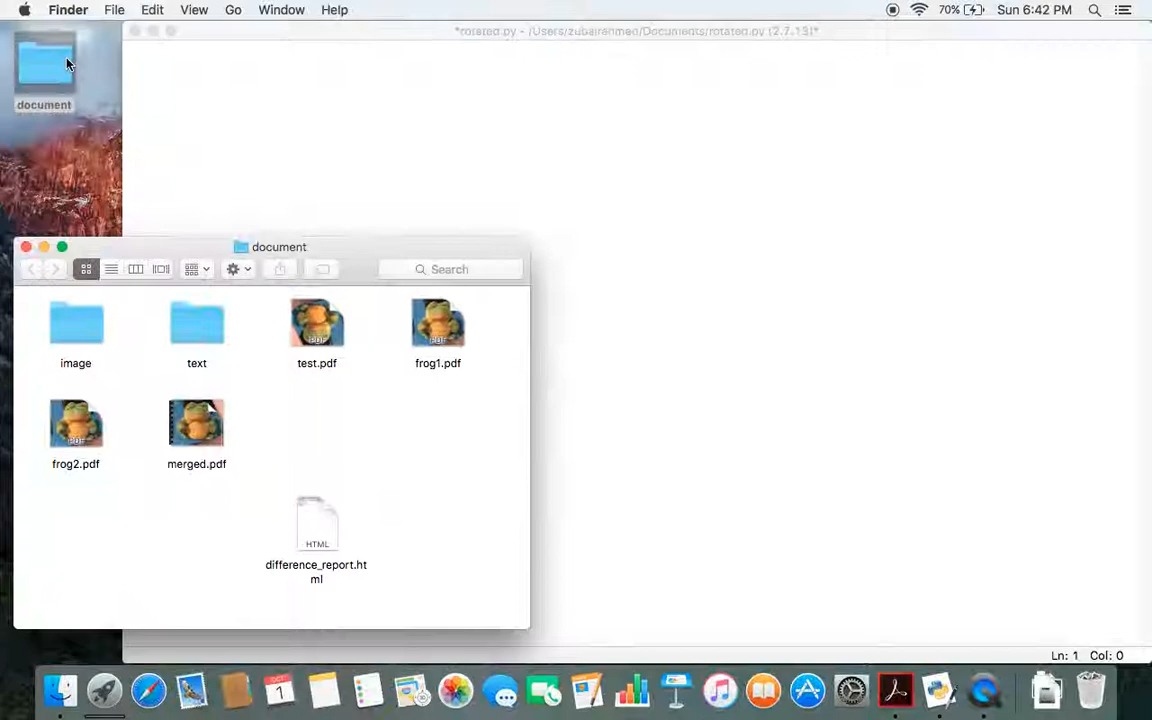 Finder File Edit View Go Window Help 70% Sun 6:42 PM
*rotated.py - /Users/zubairahmed/Documents/rotated.py (2.7.13)*
document
document
Search
image text test.pdf frog1.pdf
frog2.pdf merged.pdf
HTML
difference_report.ht
ml
Ln: 1 Col: 0